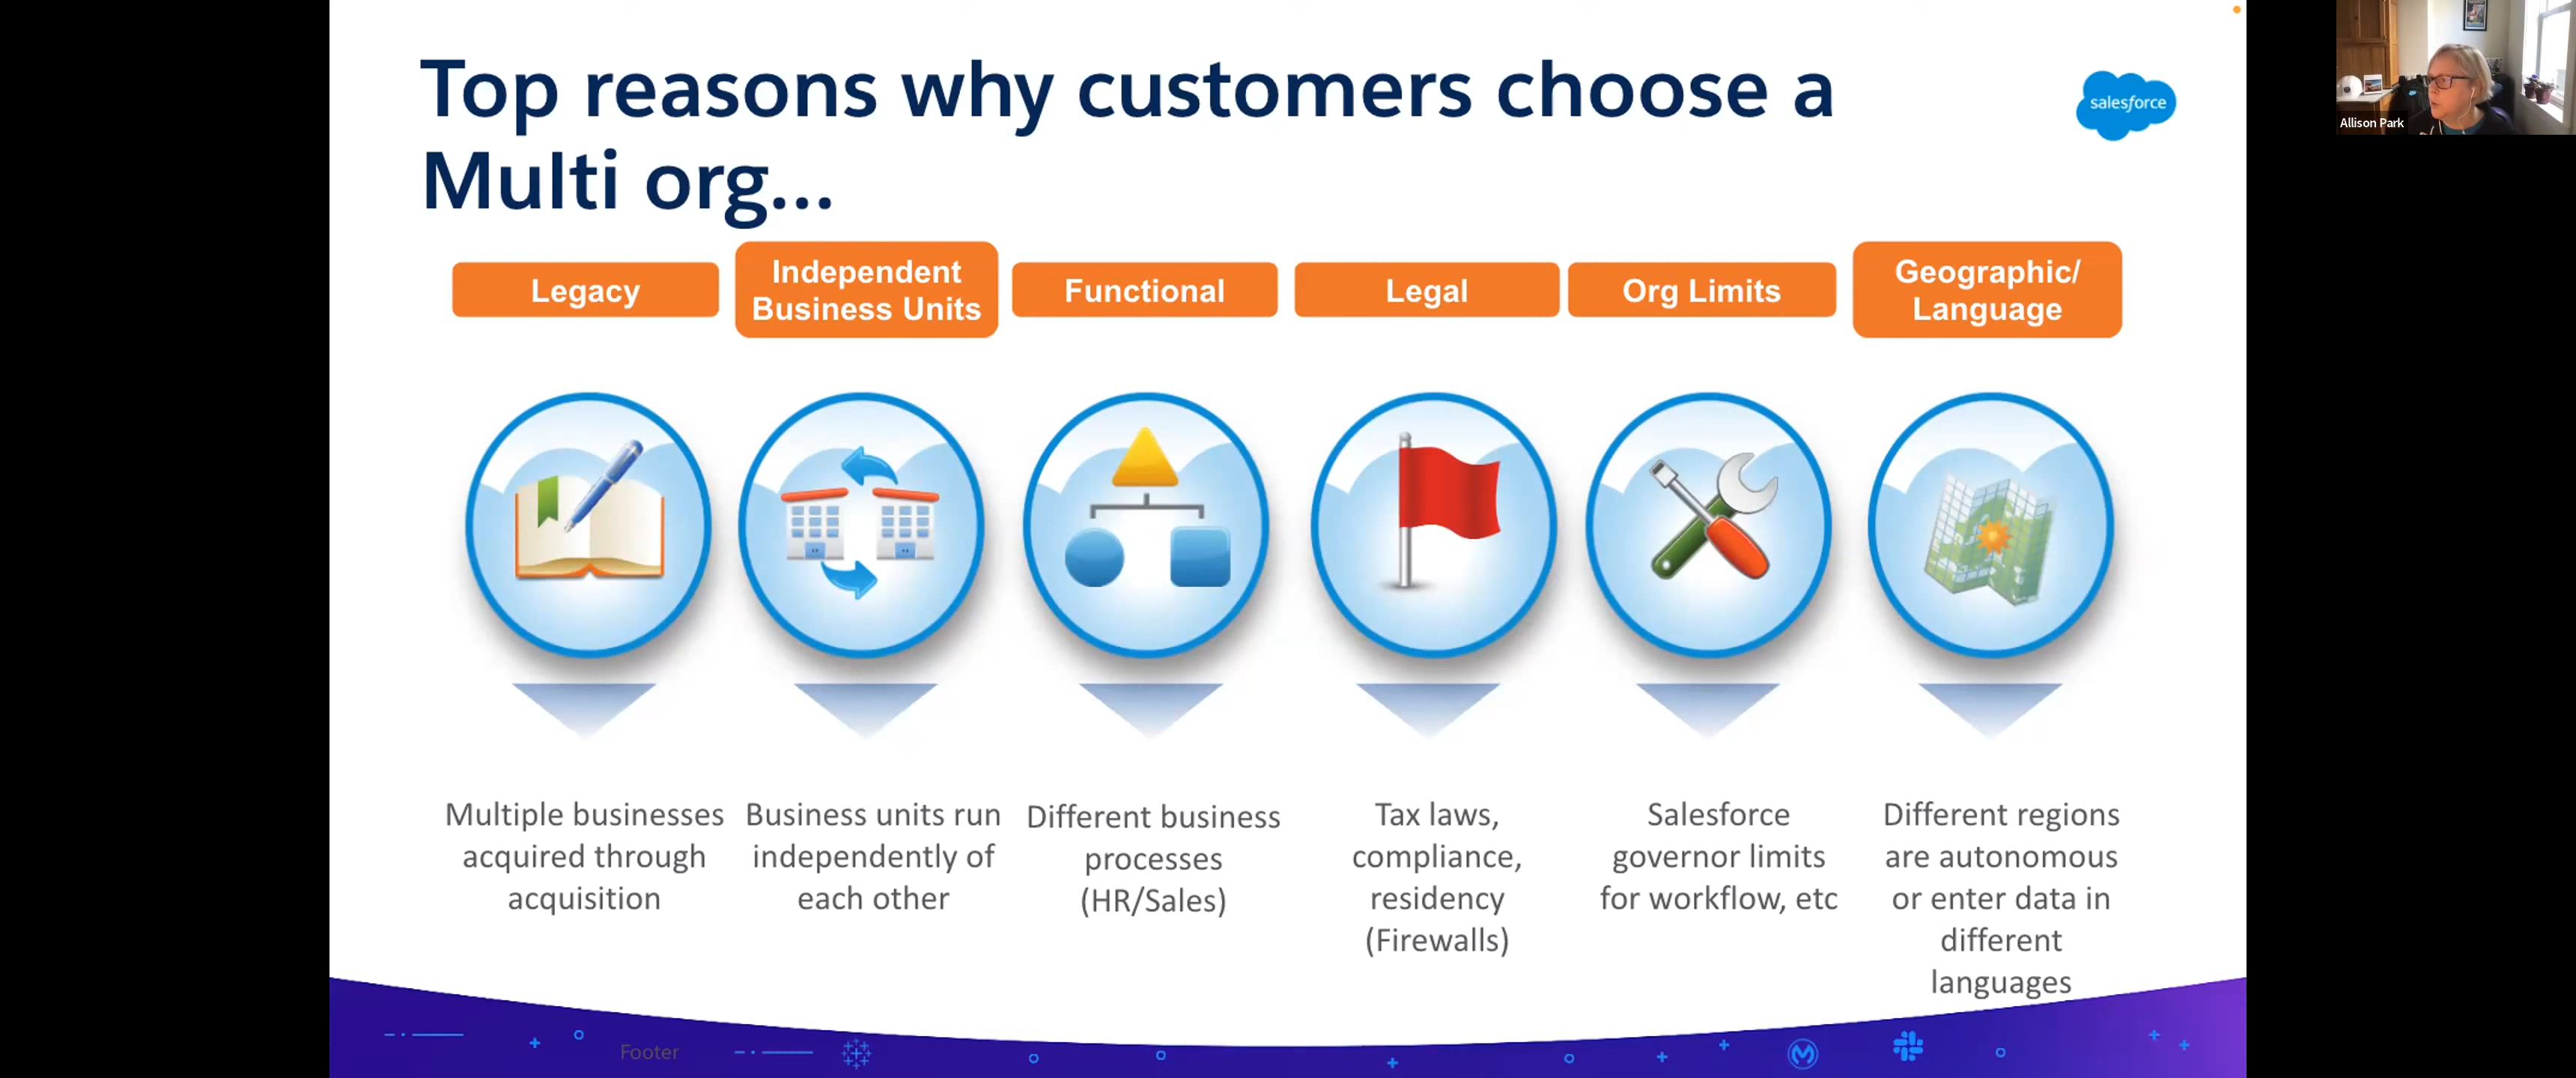 Top reasons why customers choose a
Multi org...
salesforce
Allison Park
Legacy
Independent
Business Units
Functional
Legal
Org Limits
Geographic/
Language
Multiple businesses
acquired through
acquisition
Business units run
independently of
each other
Different business
processes
(HR/Sales)
Tax laws,
compliance,
residency
(Firewalls)
Salesforce
governor limits
for workflow, etc
Different regions
are autonomous
or enter data in
different
languages
Footer